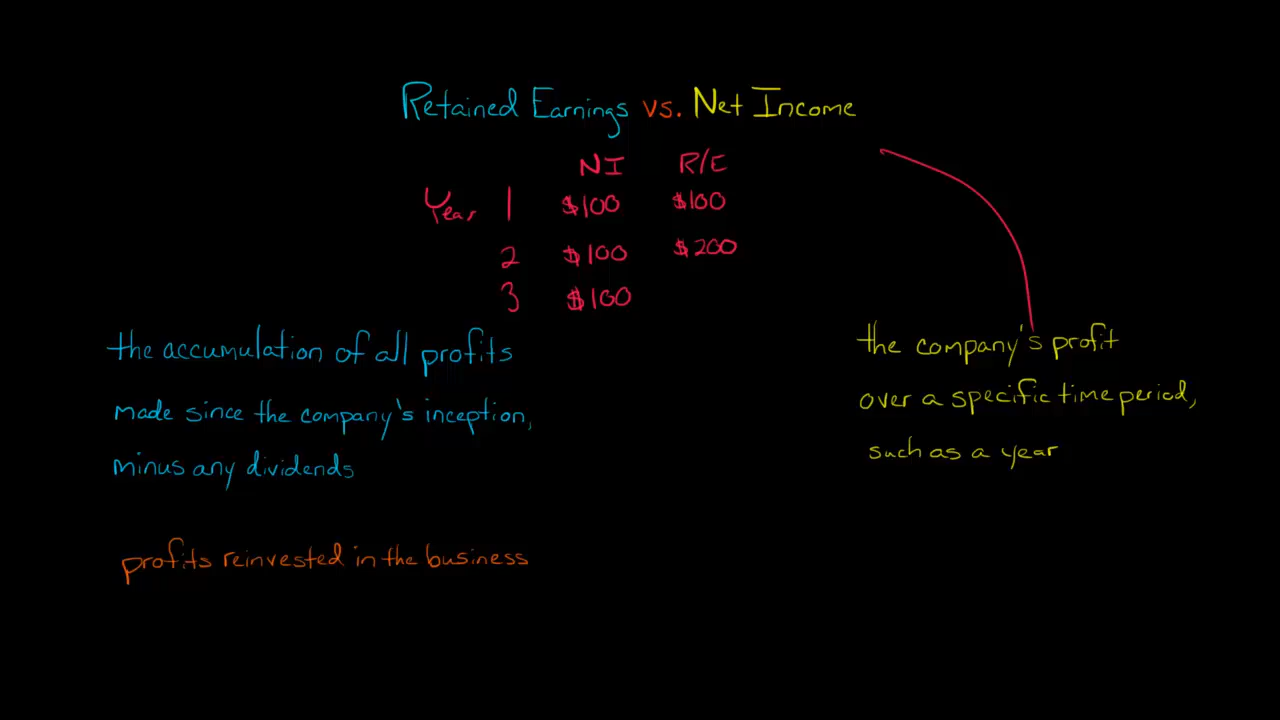 Retained Earnings vs. Net Income
NI R/E
Year 1 $100 $100
2 $100 $200
3 $100
the accumulation of all profits
made since the company's inception,
minus any dividends
profits reinvested in the business
the company's profit
over a specific time period,
such as a year